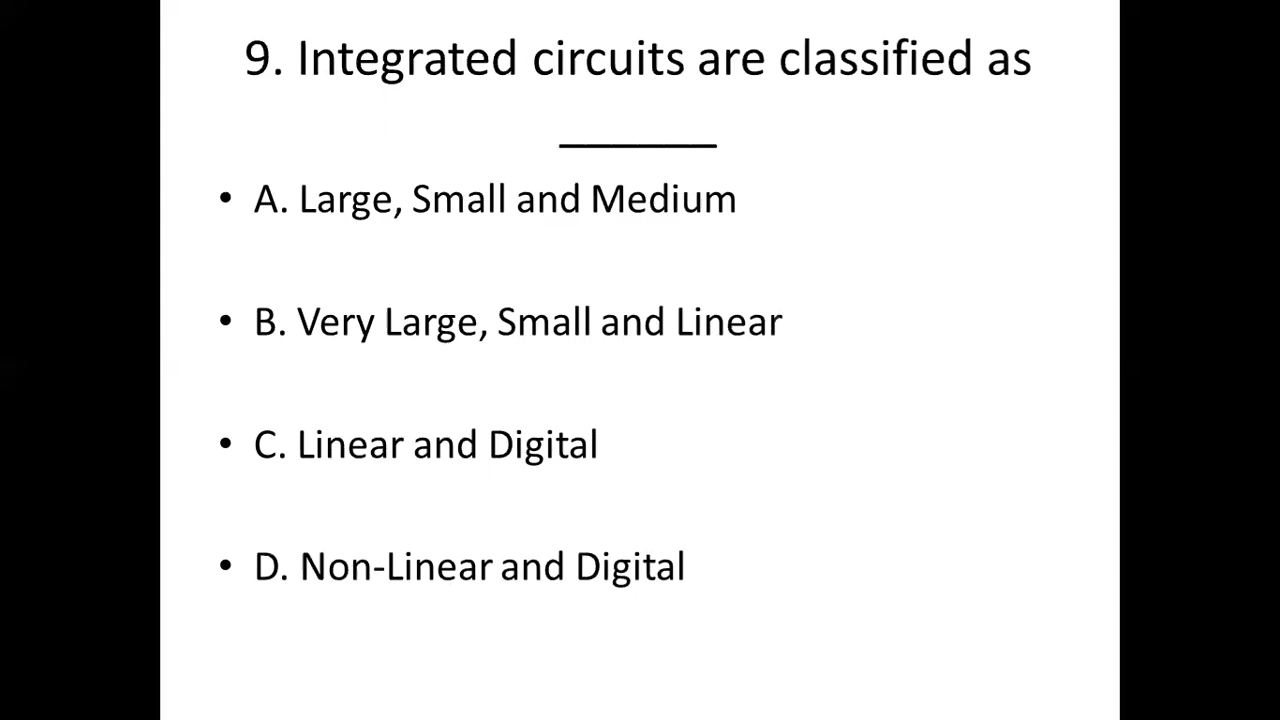 9. Integrated circuits are classified as
______
• A. Large, Small and Medium
• B. Very Large, Small and Linear
• C. Linear and Digital
• D. Non-Linear and Digital